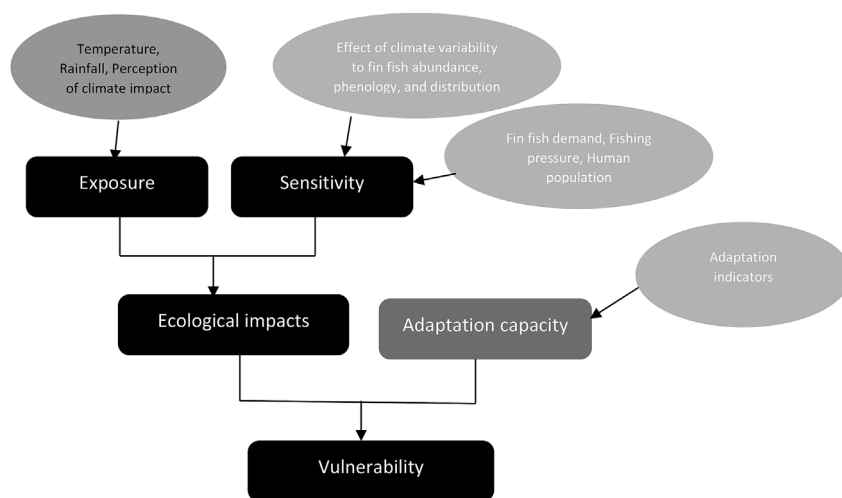 Temperature,
Rainfall, Perception
of climate impact
Effect of climate variability
to fin fish abundance,
phenology, and distribution
Fin fish demand, Fishing
pressure, Human
population
Exposure
Sensitivity
Adaptation
indicators
Ecological impacts
Adaptation capacity
Vulnerability